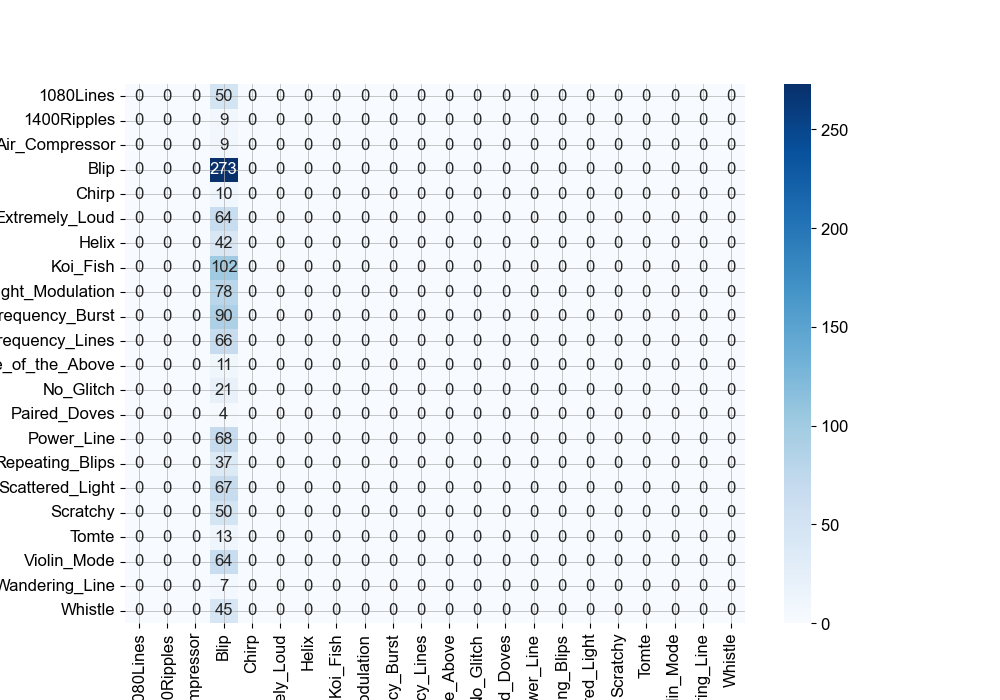 1080Lines 0 0 0 50 0 0 0 0 0 0 0 0 0 0 0 0 0 0 0 0 0 0
1400Ripples 0 0 0 9 0 0 0 0 0 0 0 0 0 0 0 0 0 0 0 0 0 0
Air_Compressor 0 0 0 9 0 0 0 0 0 0 0 0 0 0 0 0 0 0 0 0 0 0
Blip 0 0 0 273 0 0 0 0 0 0 0 0 0 0 0 0 0 0 0 0 0 0
Chirp 0 0 0 10 0 0 0 0 0 0 0 0 0 0 0 0 0 0 0 0 0 0
Extremely_Loud 0 0 0 64 0 0 0 0 0 0 0 0 0 0 0 0 0 0 0 0 0 0
Helix 0 0 0 42 0 0 0 0 0 0 0 0 0 0 0 0 0 0 0 0 0 0
Koi_Fish 0 0 0 102 0 0 0 0 0 0 0 0 0 0 0 0 0 0 0 0 0 0
ght_Modulation 0 0 0 78 0 0 0 0 0 0 0 0 0 0 0 0 0 0 0 0 0 0
requency_Burst 0 0 0 90 0 0 0 0 0 0 0 0 0 0 0 0 0 0 0 0 0 0
requency_Lines 0 0 0 66 0 0 0 0 0 0 0 0 0 0 0 0 0 0 0 0 0 0
e_of_the_Above 0 0 0 11 0 0 0 0 0 0 0 0 0 0 0 0 0 0 0 0 0 0
No_Glitch 0 0 0 21 0 0 0 0 0 0 0 0 0 0 0 0 0 0 0 0 0 0
Paired_Doves 0 0 0 4 0 0 0 0 0 0 0 0 0 0 0 0 0 0 0 0 0 0
Power_Line 0 0 0 68 0 0 0 0 0 0 0 0 0 0 0 0 0 0 0 0 0 0
Repeating_Blips 0 0 0 37 0 0 0 0 0 0 0 0 0 0 0 0 0 0 0 0 0 0
Scattered_Light 0 0 0 67 0 0 0 0 0 0 0 0 0 0 0 0 0 0 0 0 0 0
Scratchy 0 0 0 50 0 0 0 0 0 0 0 0 0 0 0 0 0 0 0 0 0 0
Tomte 0 0 0 13 0 0 0 0 0 0 0 0 0 0 0 0 0 0 0 0 0 0
Violin_Mode 0 0 0 64 0 0 0 0 0 0 0 0 0 0 0 0 0 0 0 0 0 0
Wandering_Line 0 0 0 7 0 0 0 0 0 0 0 0 0 0 0 0 0 0 0 0 0 0
Whistle 0 0 0 45 0 0 0 0 0 0 0 0 0 0 0 0 0 0 0 0 0 0
080Lines
0Ripples
mpressor
Blip
Chirp
ely_Loud
Helix
Koi_Fish
odulation
cy_Burst
cy_Lines
e_Above
No_Glitch
d_Doves
wer_Line
ng_Blips
red_Light
Scratchy
Tomte
in_Mode
ring_Line
Whistle
250
200
150
100
50
0